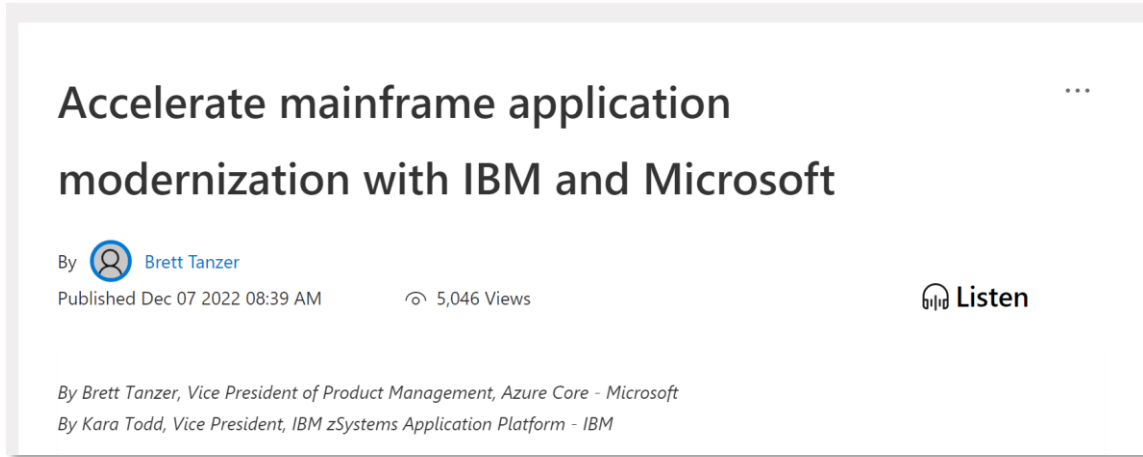 Accelerate mainframe application
modernization with IBM and Microsoft
By Brett Tanzer
Published Dec 07 2022 08:39 AM 5,046 Views
Listen
By Brett Tanzer, Vice President of Product Management, Azure Core - Microsoft
By Kara Todd, Vice President, IBM zSystems Application Platform - IBM